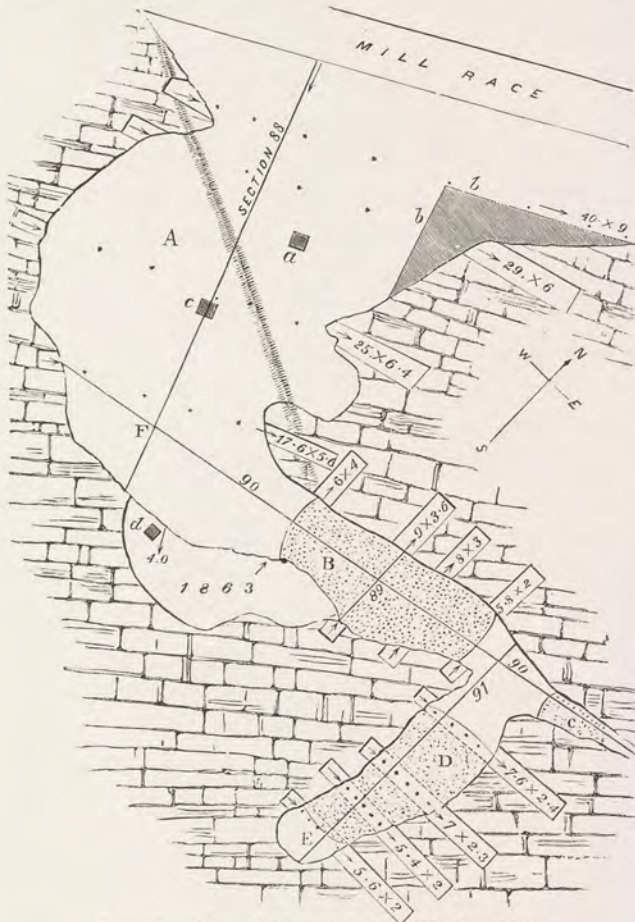 MILL RACE
SECTION 88
A
a
b
b
40 × 9.
29. × 6
c
25 × 6·4
N
W
E
S
F
17·6 × 5·6
6 × 4
90
9 × 3·6
8 × 3
B
89
d
4.0
1863
5·8 × 2
90
91
c
D
7·6 × 2·4
7 × 2·3
E
5·4 × 2
5·6 × 2